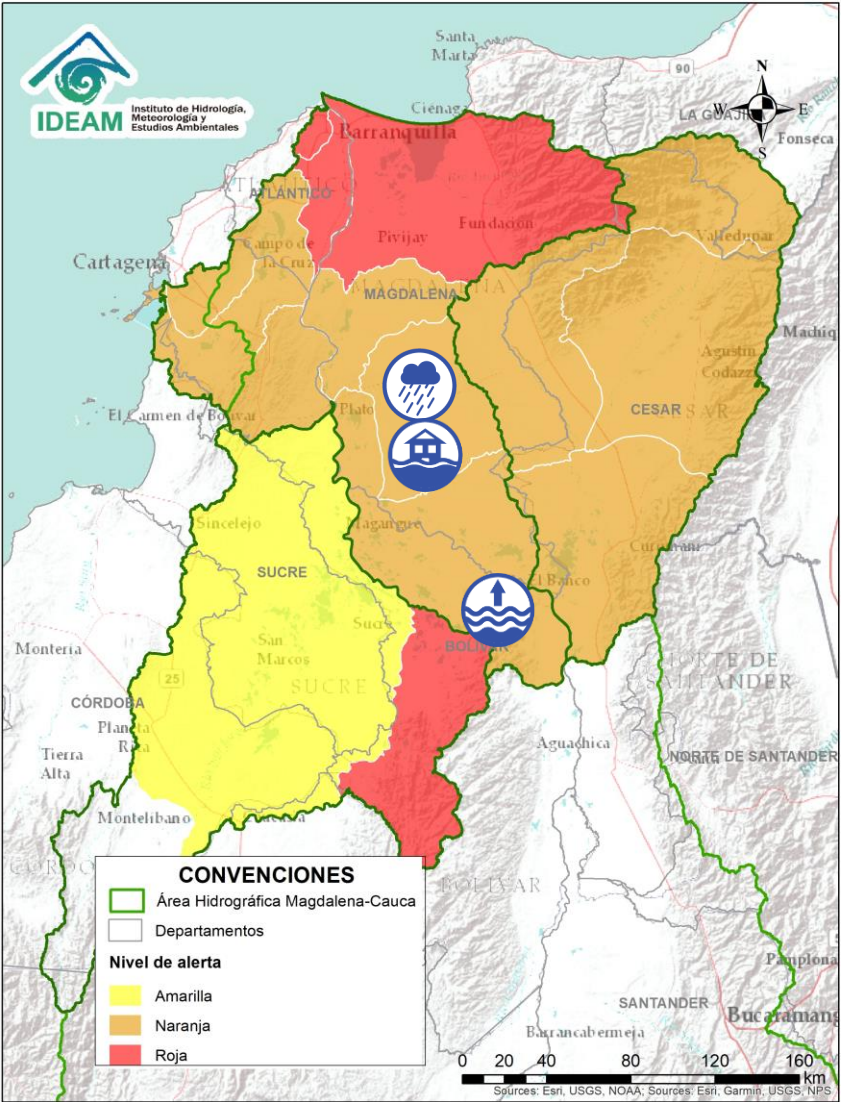 IDEAM
Instituto de Hidrología,
Meteorología y
Estudios Ambientales
Santa
Marta
90
N
W
E
S
Ciénaga
Barranquilla
Fonseca
ATLÁNTICO
Pivijay
Fundación
Valledupar
Campo de
la Cruz
Cartagena
MAGDALENA
Agustín
Codazzi
CESAR
El Carmen de Bolívar
Plato
Sincelejo
Magangué
Curumaní
SUCRE
El Banco
Sucre
Montería
San
Marcos
SUCRE
BOLÍVAR
NORTE DE
SANTANDER
CÓRDOBA
25
Planeta
Rica
Tierra
Alta
Aguachica
NORTE DE SANTANDER
Montelíbano
BOLÍVAR
CONVENCIONES
Área Hidrográfica Magdalena-Cauca
Departamentos
Nivel de alerta
Amarilla
Naranja
Roja
Pamplona
SANTANDER
Bucaramang
Barrancabermeja
0 20 40 80 120 160
km
Sources: Esri, USGS, NOAA; Sources: Esri, Garmin, USGS, NPS